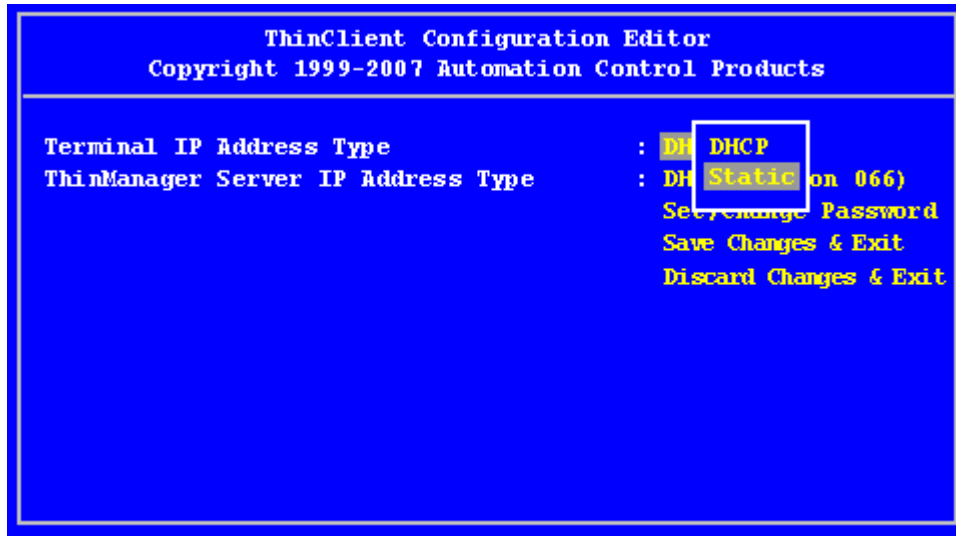 ThinClient Configuration Editor
Copyright 1999-2007 Automation Control Products
Terminal IP Address Type : DH
DHCP
ThinManager Server IP Address Type : DH on 066)
Static
Password
Save Changes & Exit
Discard Changes & Exit